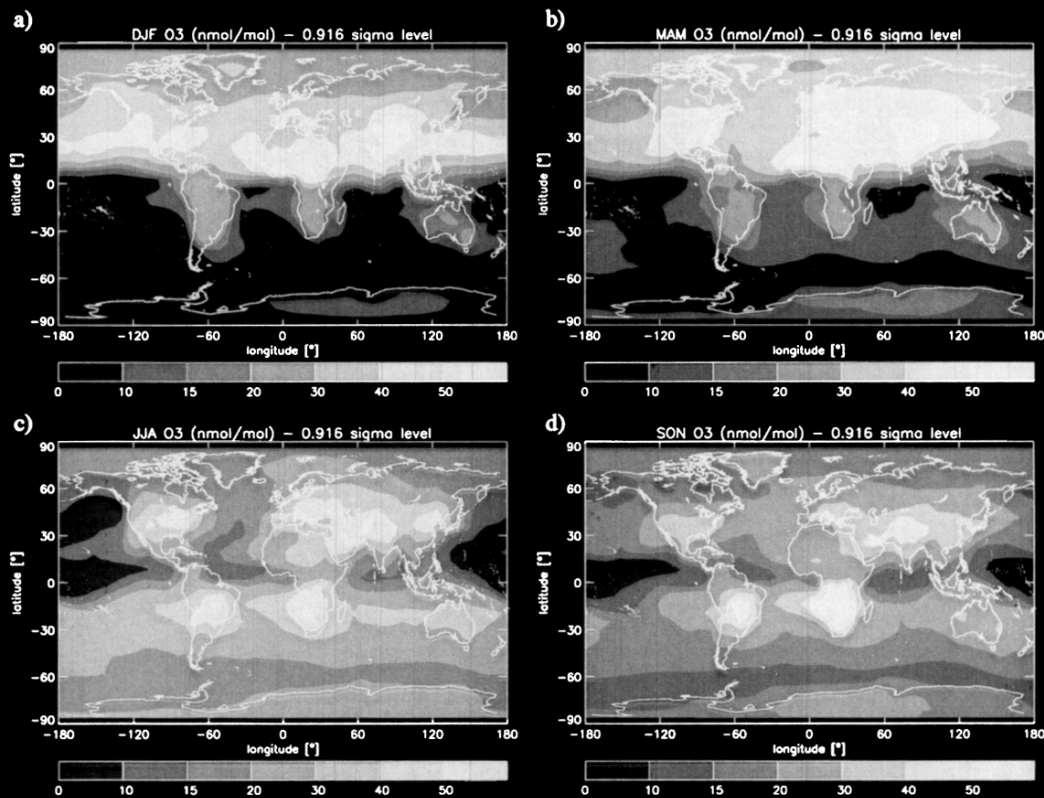 a)
DJF O3 (nmol/mol) - 0.916 sigma level
90
60
30
0
-30
-60
-90
latitude [°]
-180 -120 -60 0 60 120 180
longitude [°]
0 10 15 20 30 40 50
b)
MAM O3 (nmol/mol) - 0.916 sigma level
90
60
30
0
-30
-60
-90
latitude [°]
-180 -120 -60 0 60 120 180
longitude [°]
0 10 15 20 30 40 50
c)
JJA O3 (nmol/mol) - 0.916 sigma level
90
60
30
0
-30
-60
-90
latitude [°]
-180 -120 -60 0 60 120 180
longitude [°]
0 10 15 20 30 40 50
d)
SON O3 (nmol/mol) - 0.916 sigma level
90
60
30
0
-30
-60
-90
latitude [°]
-180 -120 -60 0 60 120 180
longitude [°]
0 10 15 20 30 40 50